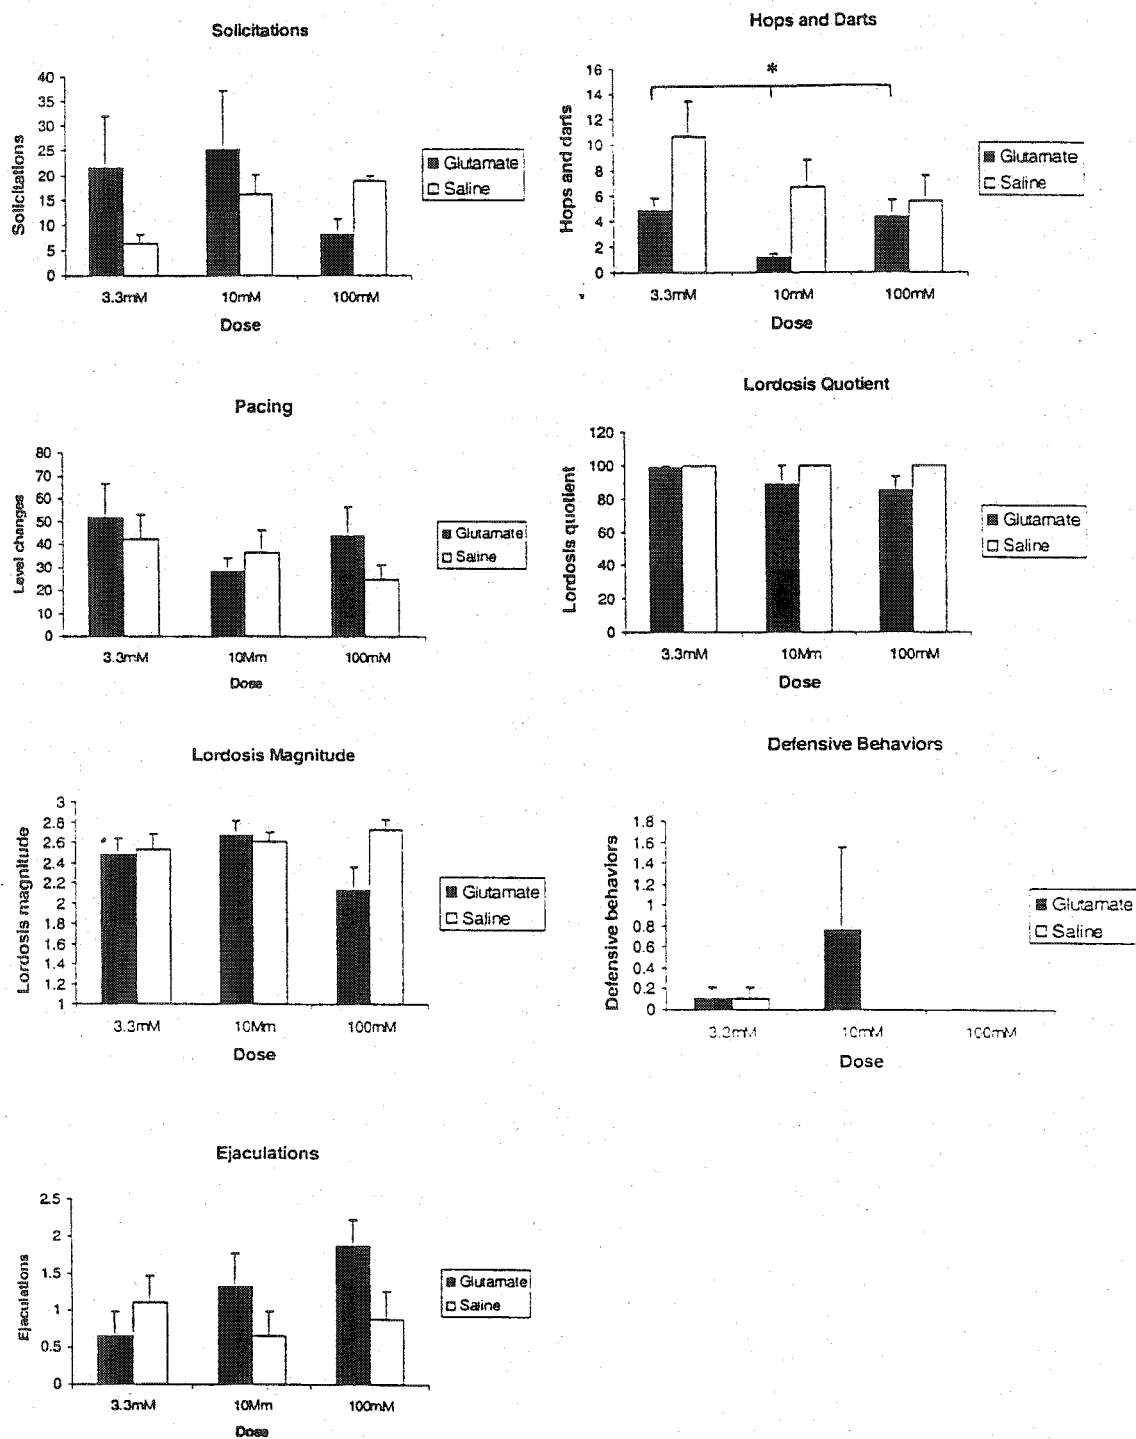 Solicitations
Solicitations
40
35
30
25
20
15
10
5
0
3.3mM 10mM 100mM
Dose
Glutamate
Saline
Hops and Darts
Hops and darts
16
14
12
10
8
6
4
2
0
*
3.3mM 10mM 100mM
Dose
Glutamate
Saline
Pacing
Level changes
80
70
60
50
40
30
20
10
0
3.3mM 10Mm 100mM
Dose
Glutamate
Saline
Lordosis Quotient
Lordosis quotient
120
100
80
60
40
20
0
3.3mM 10Mm 100mM
Dose
Glutamate
Saline
Lordosis Magnitude
Lordosis magnitude
3
2.8
2.6
2.4
2.2
2
1.8
1.6
1.4
1.2
1
3.3mM 10Mm 100mM
Dose
Glutamate
Saline
Defensive Behaviors
Defensive behaviors
1.8
1.6
1.4
1.2
1
0.8
0.6
0.4
0.2
0
3.3mM 10mM 100mM
Dose
Glutamate
Saline
Ejaculations
Ejaculations
2.5
2
1.5
1
0.5
0
3.3mM 10Mm 100mM
Dose
Glutamate
Saline